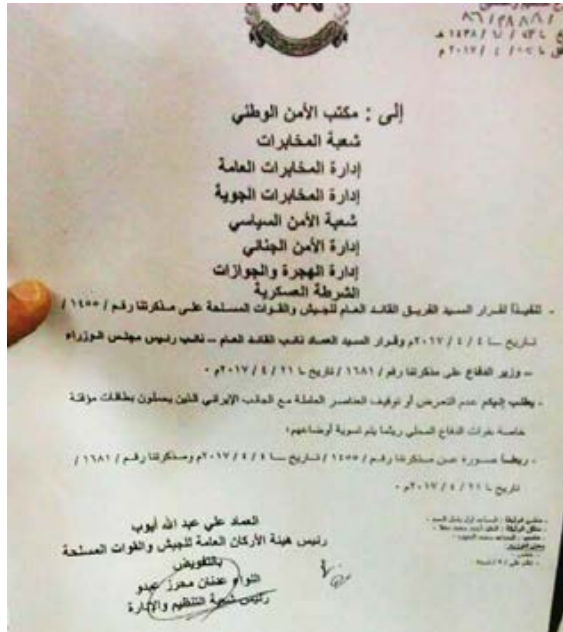 إلى : مكتب الأمن الوطني
شعبة المخابرات
إدارة المخابرات العامة
إدارة المخابرات الجوية
شعبة الأمن السياسي
إدارة الأمن الجنائي
إدارة الهجرة والجوازات
الشرطة العسكرية
- تنفيذاً لقرار السيد الفريق القائد العام للجيش والقوات المسلحة على مذكرتنا رقم / ١٤٥٥ /
تاريخ ٤ / ٤ / ٢٠١٧م وقرار السيد العماد نائب القائد العام – نائب رئيس مجلس الوزراء
– وزير الدفاع على مذكرتنا رقم / ١٦٨١ / تاريخ ٢١ / ٤ / ٢٠١٧م .
- يطلب إليكم عدم التعرض أو توقيف العناصر العاملة مع الجانب الإيراني الذين يحملون بطاقات مؤقتة
خاصة بقوات الدفاع المحلي ريثما يتم تسوية أوضاعهم؛
- ربطاً صورة عن مذكرتنا رقم / ١٤٥٥ / تاريخ ٤ / ٤ / ٢٠١٧م ومذكرتنا رقم / ١٦٨١ /
تاريخ ٢١ / ٤ / ٢٠١٧م .
العماد علي عبد الله أيوب
رئيس هيئة الأركان العامة للجيش والقوات المسلحة
بالتفويض
اللواء عدنان محرز عبدو
رئيس شعبة التنظيم والإدارة